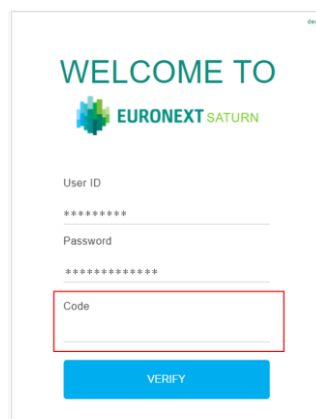 WELCOME TO
EURONEXT SATURN
User ID
*********
Password
*************
Code
VERIFY